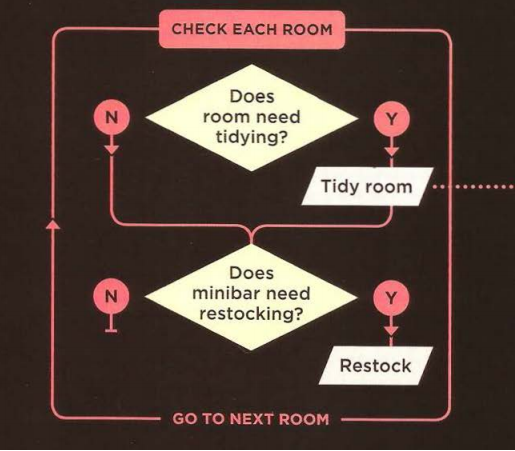 CHECK EACH ROOM
Does
room need
tidying?
N
Y
Tidy room
Does
minibar need
restocking?
N
Y
Restock
GO TO NEXT ROOM